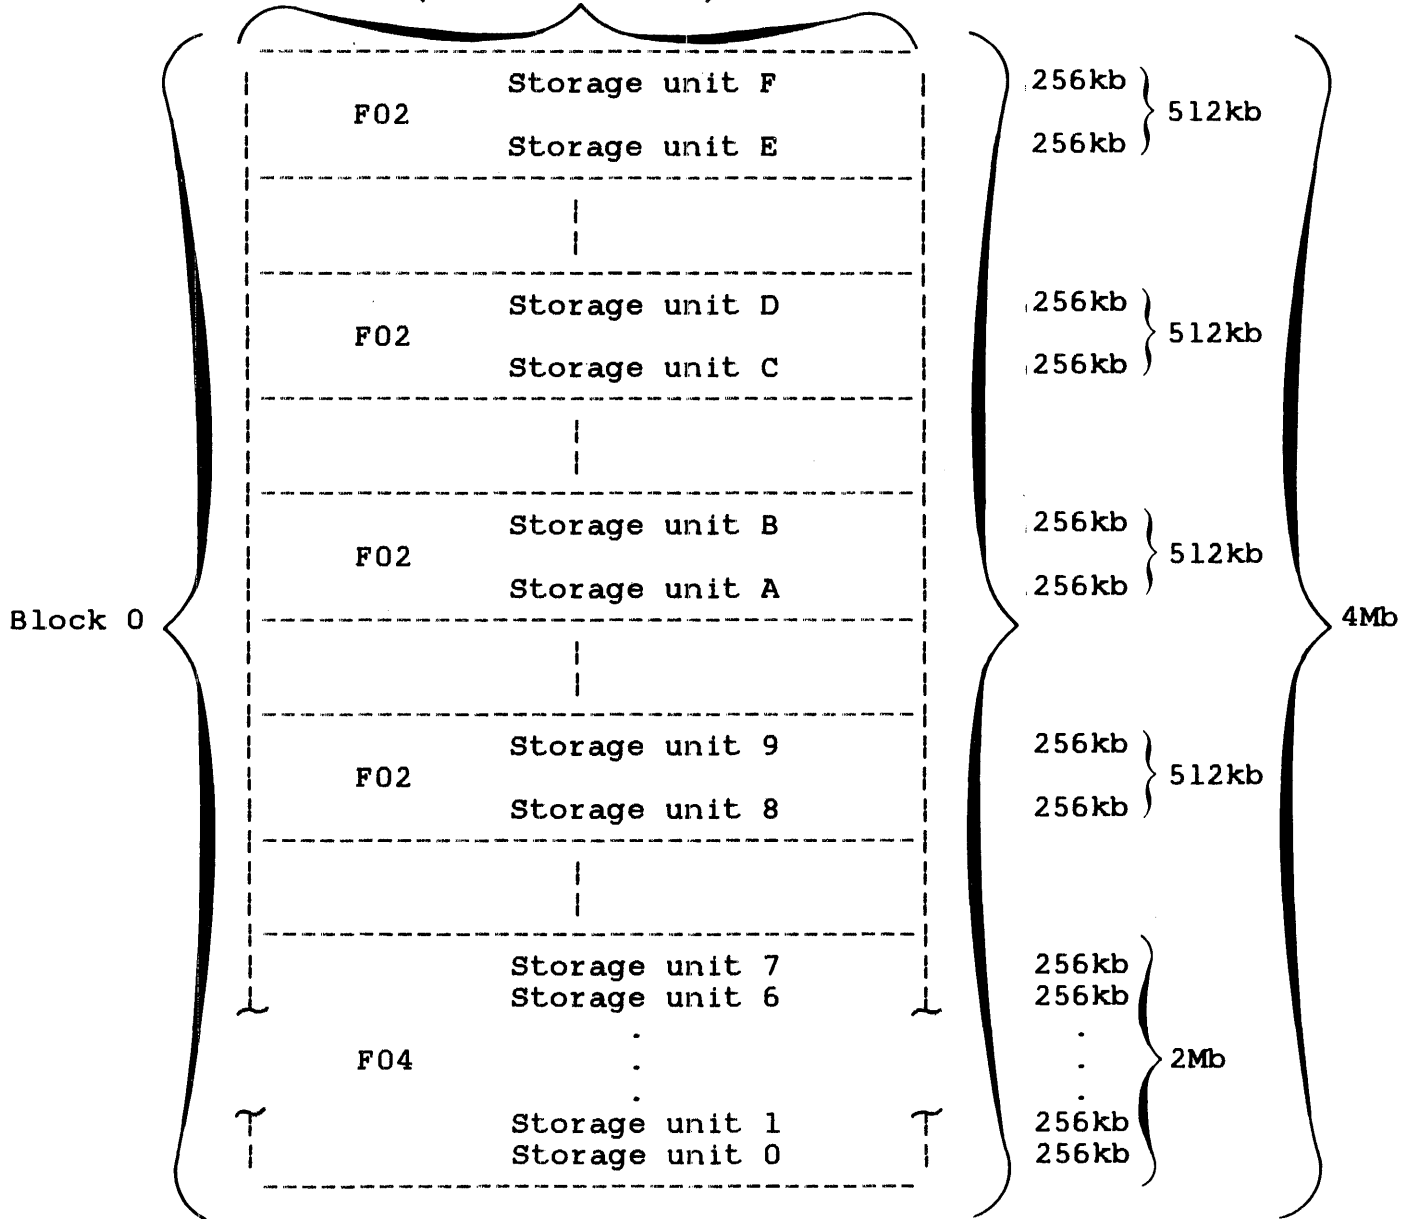 Storage unit F 256kb
F02 512kb
Storage unit E 256kb
Storage unit D 256kb
F02 512kb
Storage unit C 256kb
Storage unit B 256kb
F02 512kb
Storage unit A 256kb
Block 0 4Mb
Storage unit 9 256kb
F02 512kb
Storage unit 8 256kb
Storage unit 7 256kb
Storage unit 6 256kb
.
F04 . . 2Mb
.
Storage unit 1 256kb
Storage unit 0 256kb